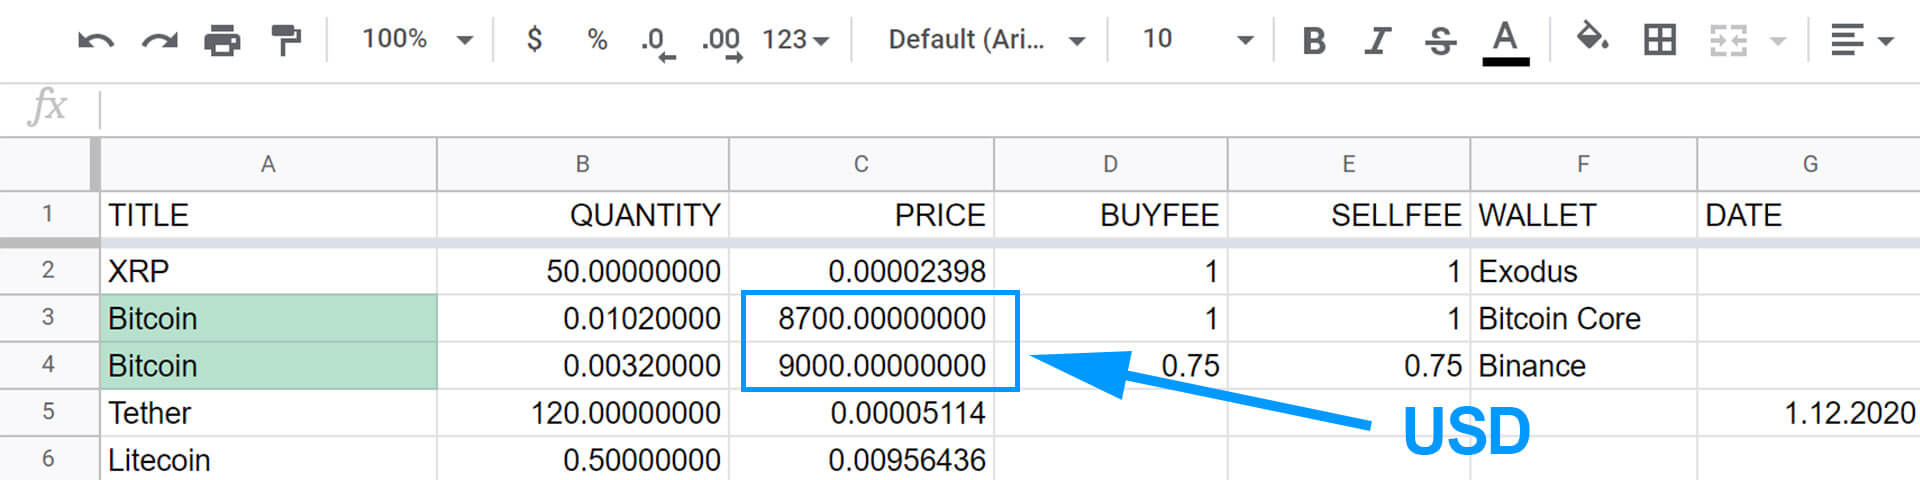 100% $ % .0 .00 123 Default (Ari... 10 B I S A
fx
A B C D E F G
1 TITLE QUANTITY PRICE BUYFEE SELLFEE WALLET DATE
2 XRP 50.00000000 0.00002398 1 1 Exodus
3 Bitcoin 0.01020000 8700.00000000 1 1 Bitcoin Core
4 Bitcoin 0.00320000 9000.00000000 0.75 0.75 Binance
5 Tether 120.00000000 0.00005114 1.12.2020
USD
6 Litecoin 0.50000000 0.00956436